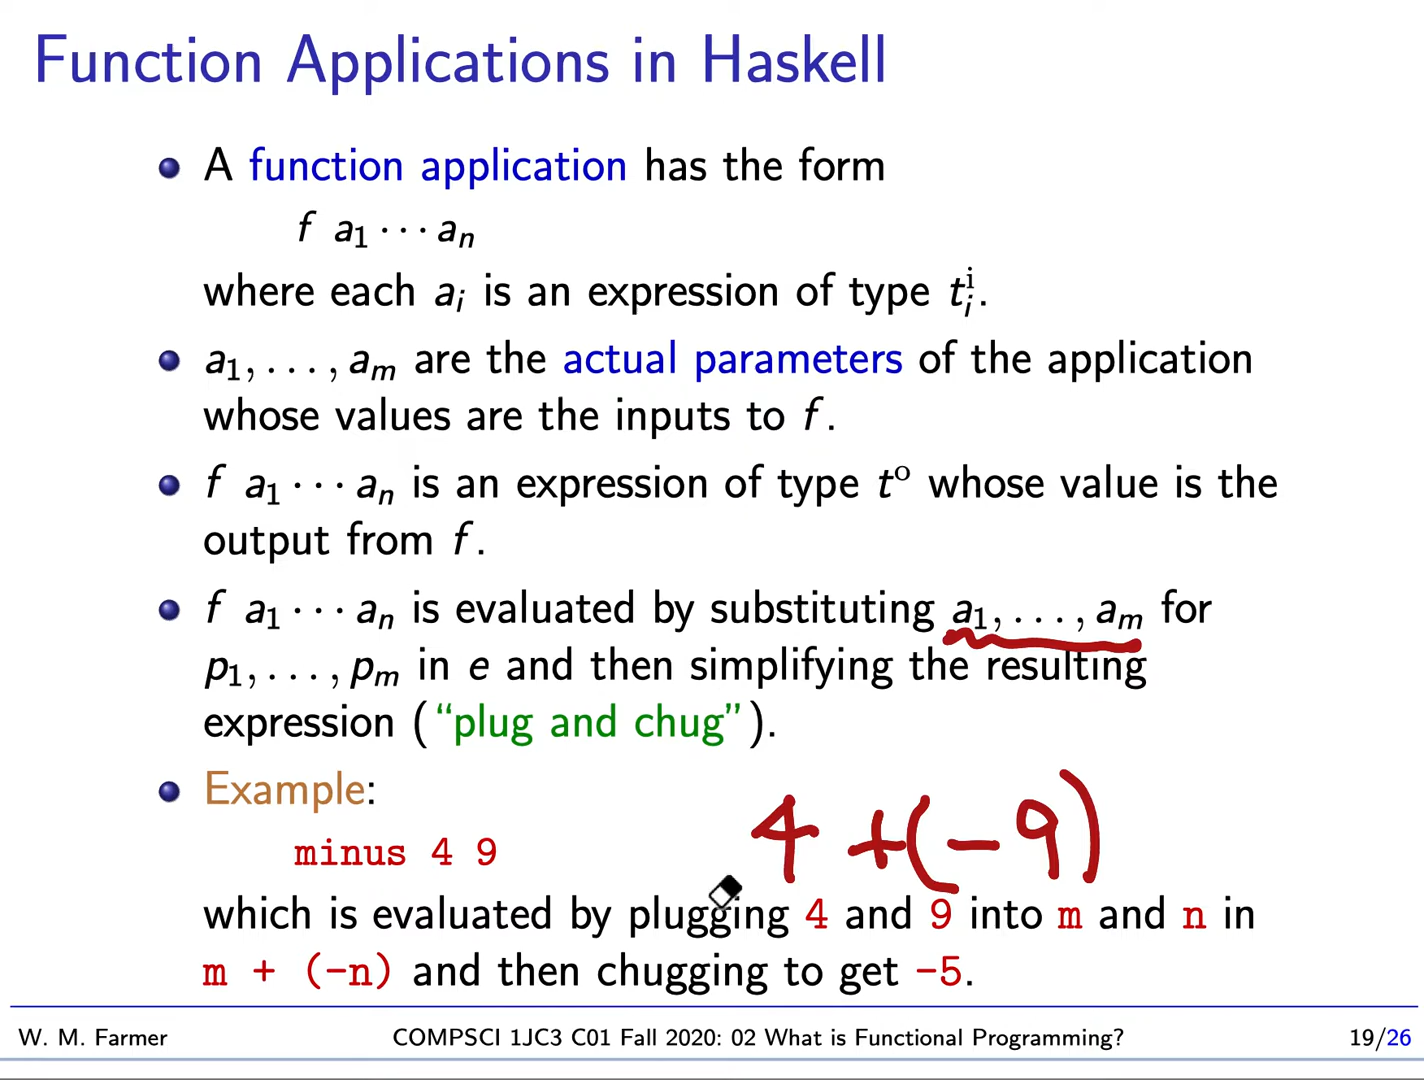 Function Applications in Haskell
A function application has the form
f a₁ ⋯ aₙ
where each aᵢ is an expression of type tᵢⁱ.
a₁, . . . , aₘ are the actual parameters of the application
whose values are the inputs to f.
f a₁ ⋯ aₙ is an expression of type tᵒ whose value is the
output from f.
f a₁ ⋯ aₙ is evaluated by substituting a₁, . . . , aₘ for
p₁, . . . , pₘ in e and then simplifying the resulting
expression (“plug and chug”).
Example:
4 +(-9)
minus 4 9
which is evaluated by plugging 4 and 9 into m and n in
m + (-n) and then chugging to get -5.
W. M. Farmer COMPSCI 1JC3 C01 Fall 2020: 02 What is Functional Programming? 19/26